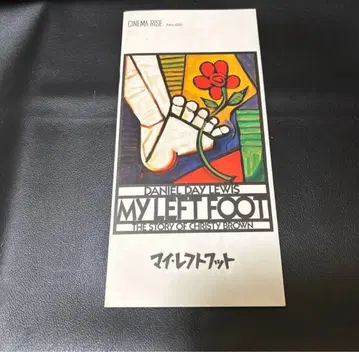 CINEMA RISE
DANIEL DAY LEWIS
MY LEFT FOOT
THE STORY OF CHRISTY BROWN
マイ・レフトフット